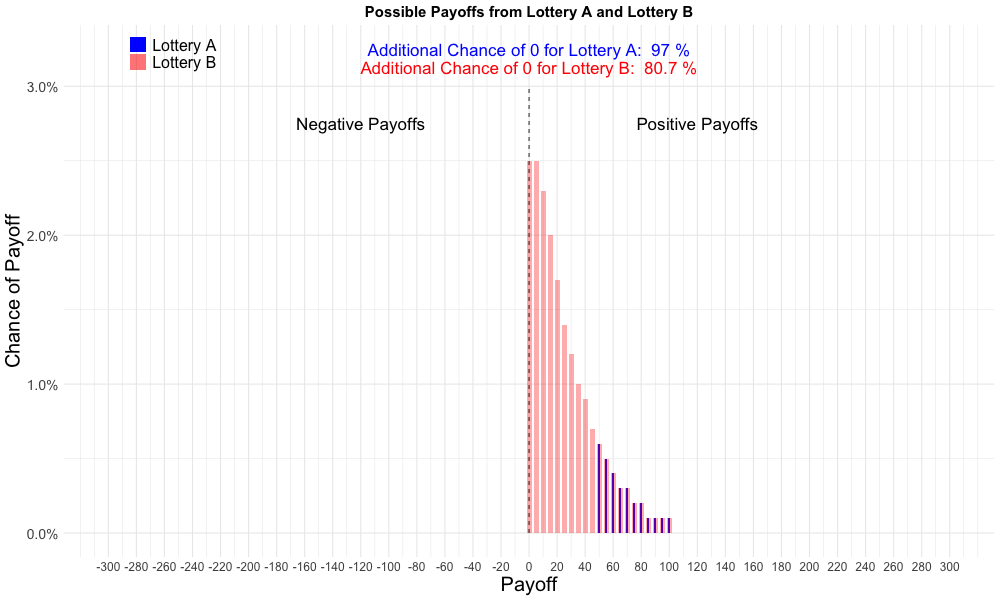 Possible Payoffs from Lottery A and Lottery B
Lottery A
Lottery B
Additional Chance of 0 for Lottery A:  97 %
Additional Chance of 0 for Lottery B:  80.7 %
Negative Payoffs
Positive Payoffs
Chance of Payoff
3.0%
2.0%
1.0%
0.0%
-300 -280 -260 -240 -220 -200 -180 -160 -140 -120 -100 -80 -60 -40 -20 0 20 40 60 80 100 120 140 160 180 200 220 240 260 280 300
Payoff